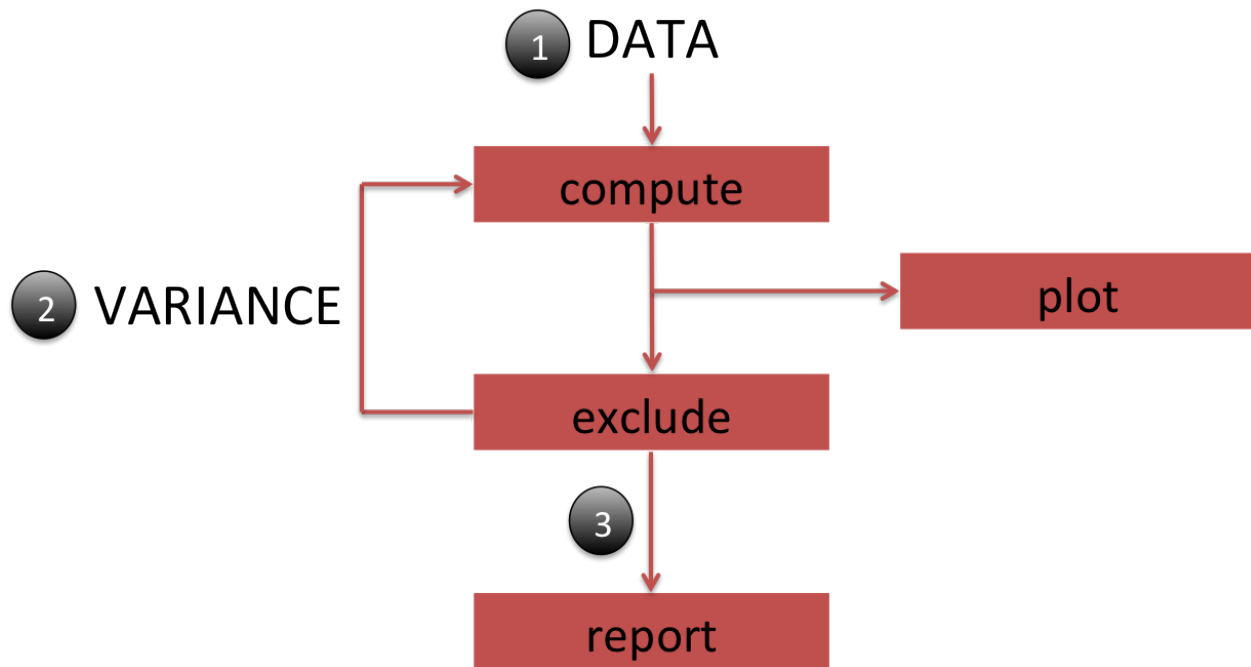 1 DATA
compute
plot
2 VARIANCE
exclude
3
report